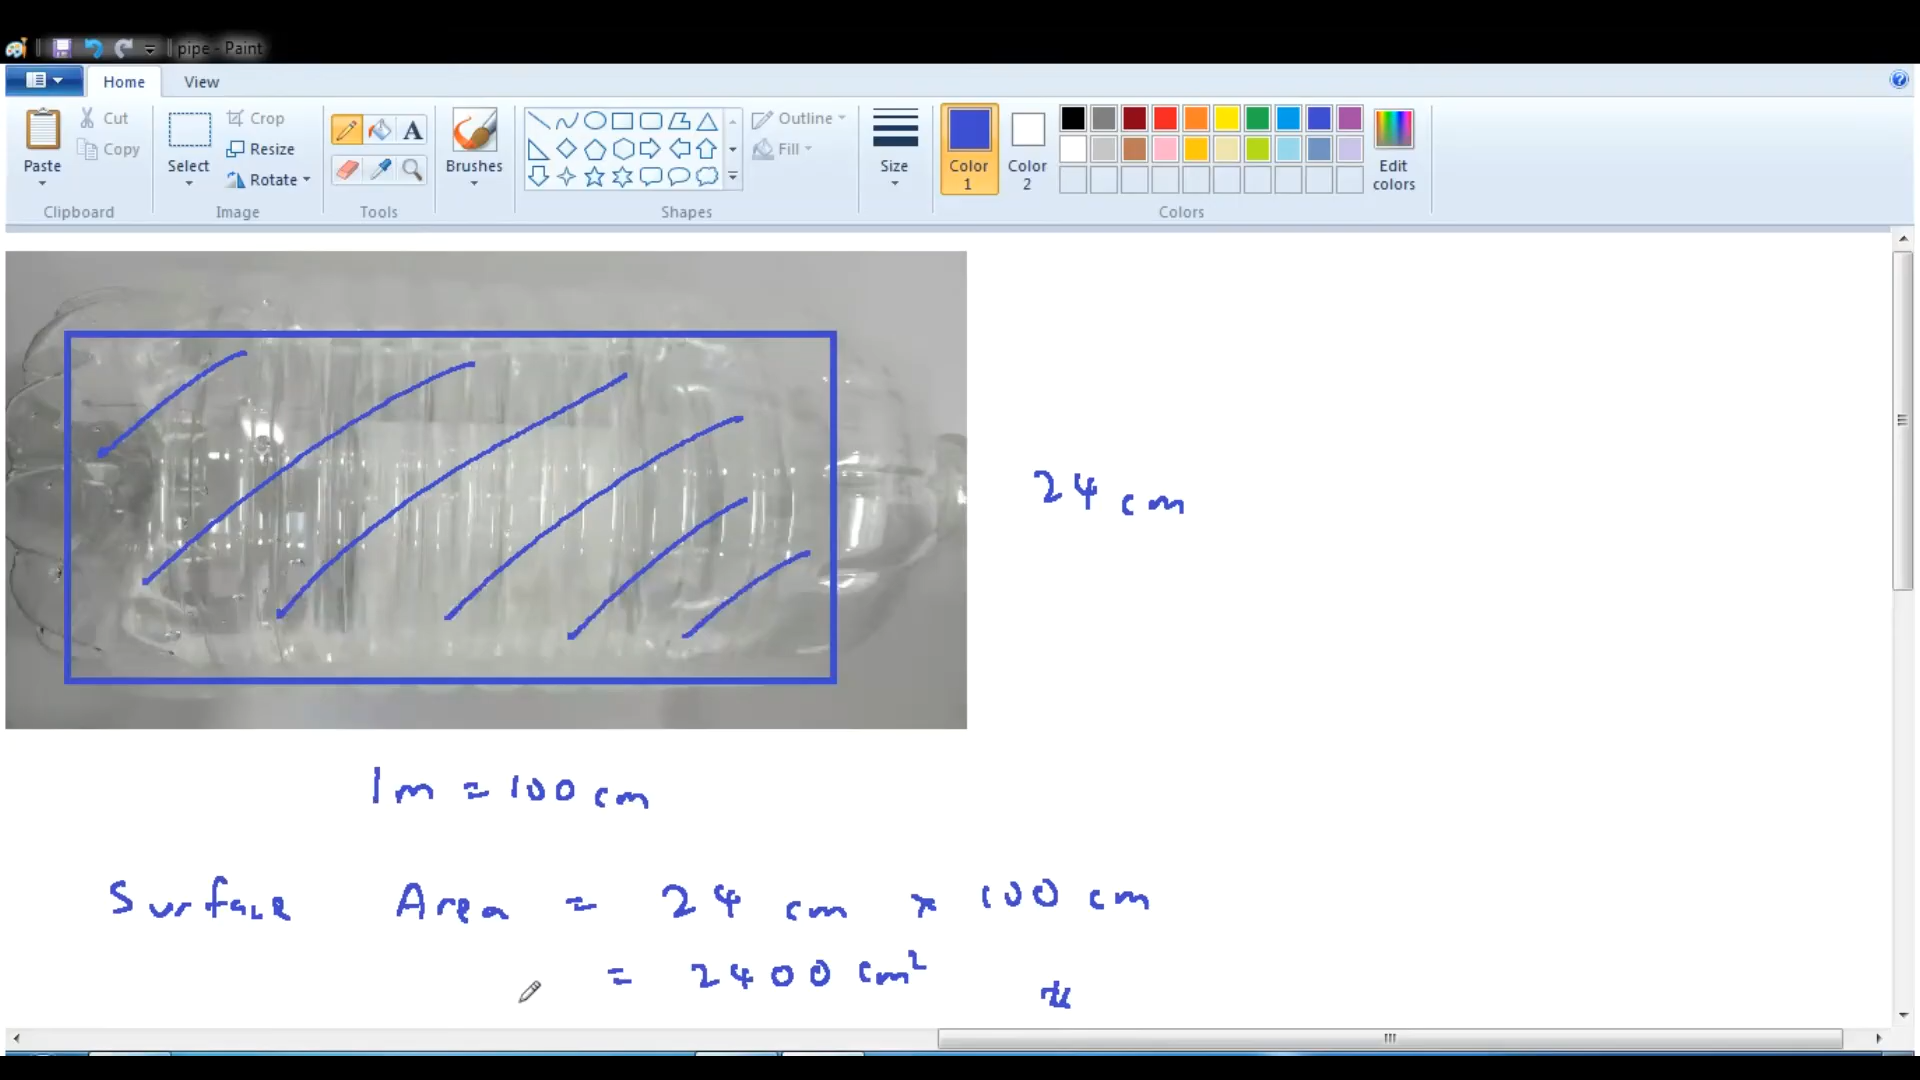 pipe - Paint
Home View
Paste
Cut
Copy
Clipboard
Select
Crop
Resize
Rotate
Image
A
Tools
Brushes
Shapes
Outline
Fill
Size
Color 1
Color 2
Edit colors
Colors
24 cm
1m = 100 cm
Surface Area = 24 cm × 100 cm
= 2400 cm²